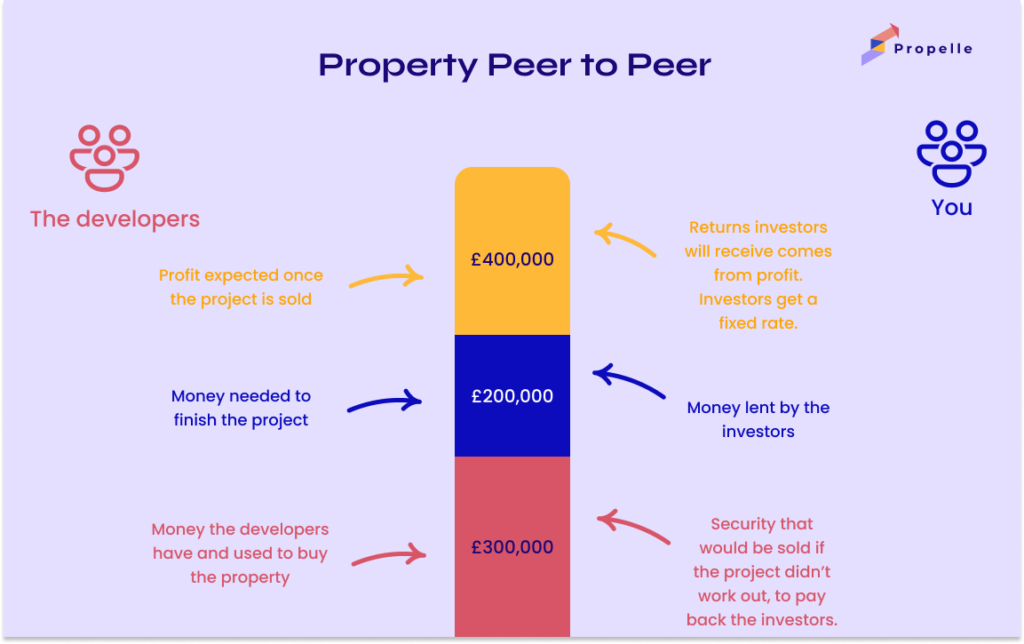 Property Peer to Peer
Propelle
The developers
You
£400,000
Profit expected once
the project is sold
Returns investors
will receive comes
from profit.
Investors get a
fixed rate.
£200,000
Money needed to
finish the project
Money lent by the
investors
£300,000
Money the developers
have and used to buy
the property
Security that
would be sold if
the project didn’t
work out, to pay
back the investors.